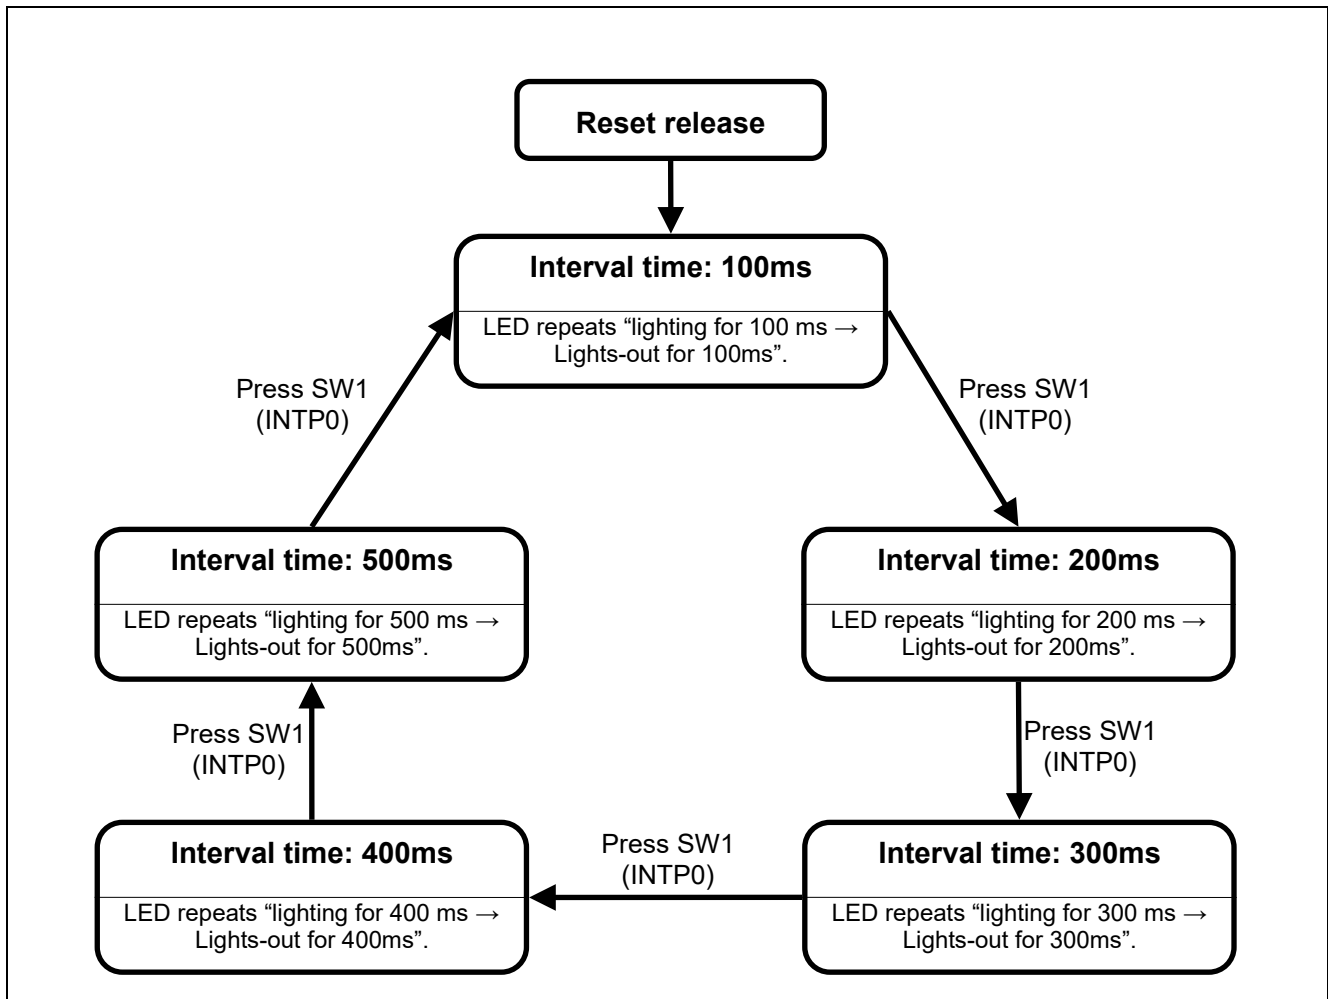 Reset release
Interval time: 100ms
LED repeats “lighting for 100 ms →
Lights-out for 100ms”.
Press SW1
(INTP0)
Press SW1
(INTP0)
Interval time: 500ms
LED repeats “lighting for 500 ms →
Lights-out for 500ms”.
Interval time: 200ms
LED repeats “lighting for 200 ms →
Lights-out for 200ms”.
Press SW1
(INTP0)
Press SW1
(INTP0)
Interval time: 400ms
LED repeats “lighting for 400 ms →
Lights-out for 400ms”.
Press SW1
(INTP0)
Interval time: 300ms
LED repeats “lighting for 300 ms →
Lights-out for 300ms”.